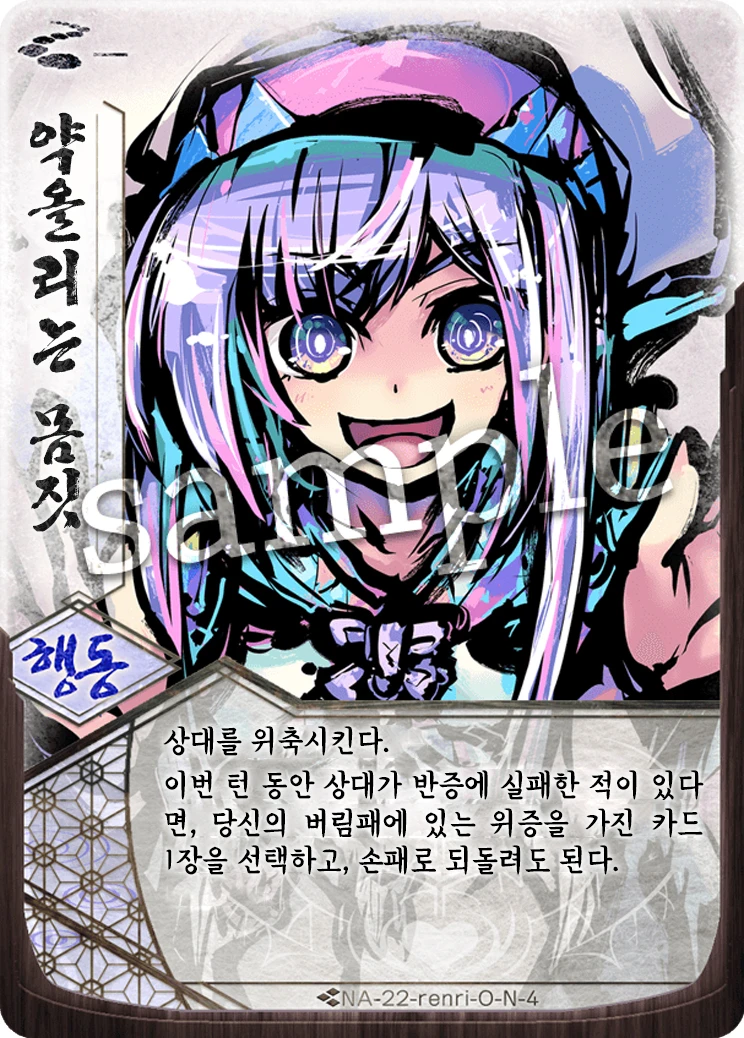 약올리는 몸짓
sample
행동
상대를 위축시킨다.
이번 턴 동안 상대가 반증에 실패한 적이 있다
면, 당신의 버림패에 있는 위증을 가진 카드
1장을 선택하고, 손패로 되돌려도 된다.
NA-22-renri-O-N-4